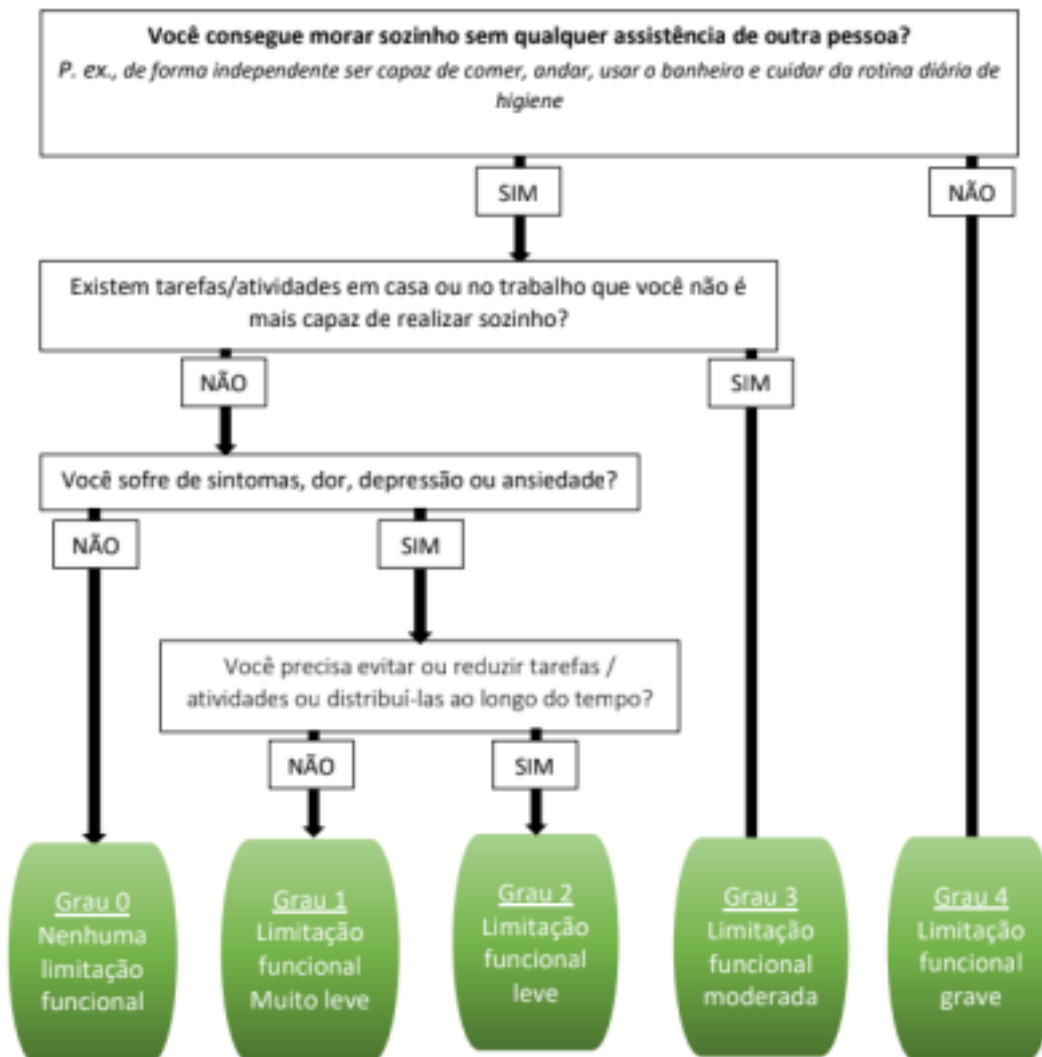 Você consegue morar sozinho sem qualquer assistência de outra pessoa?
P. ex., de forma independente ser capaz de comer, andar, usar o banheiro e cuidar da rotina diária de
higiene
SIM
NÃO
Existem tarefas/atividades em casa ou no trabalho que você não é
mais capaz de realizar sozinho?
NÃO
SIM
Você sofre de sintomas, dor, depressão ou ansiedade?
NÃO
SIM
Você precisa evitar ou reduzir tarefas /
atividades ou distribuí-las ao longo do tempo?
NÃO
SIM
Grau 0
Nenhuma
limitação
funcional
Grau 1
Limitação
funcional
Muito leve
Grau 2
Limitação
funcional
leve
Grau 3
Limitação
funcional
moderada
Grau 4
Limitação
funcional
grave